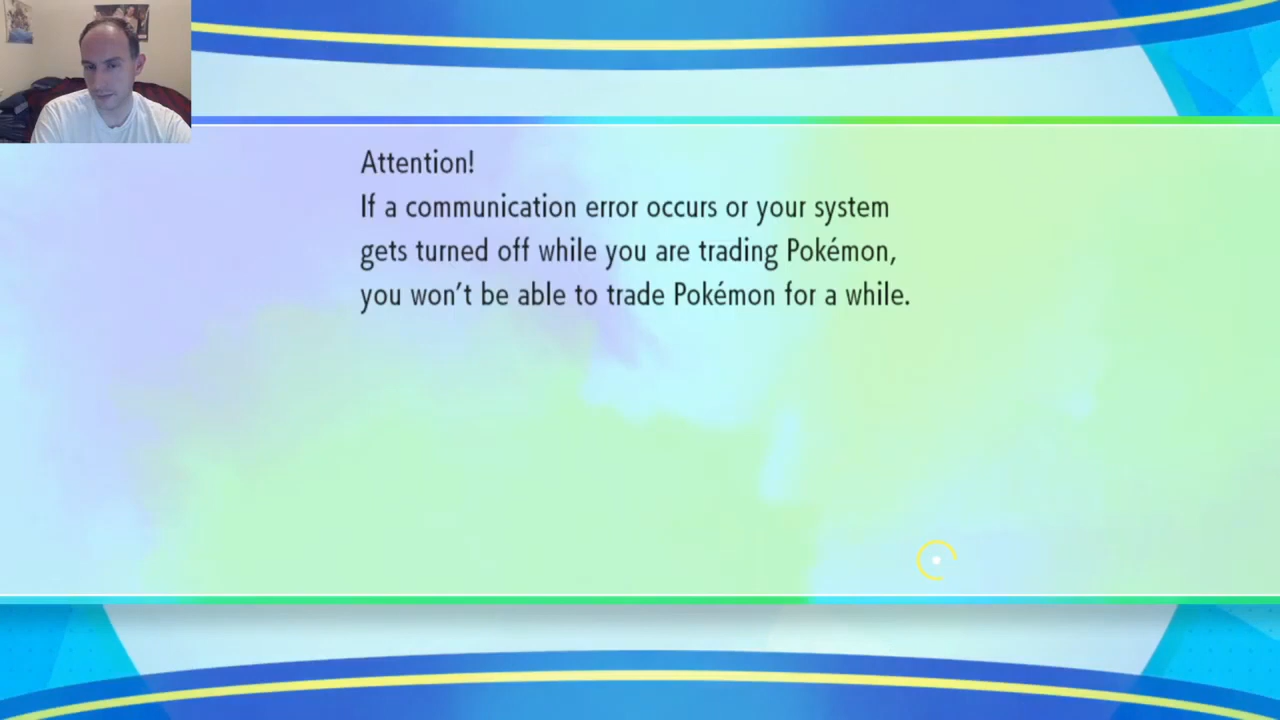 Attention!
If a communication error occurs or your system
gets turned off while you are trading Pokémon,
you won’t be able to trade Pokémon for a while.